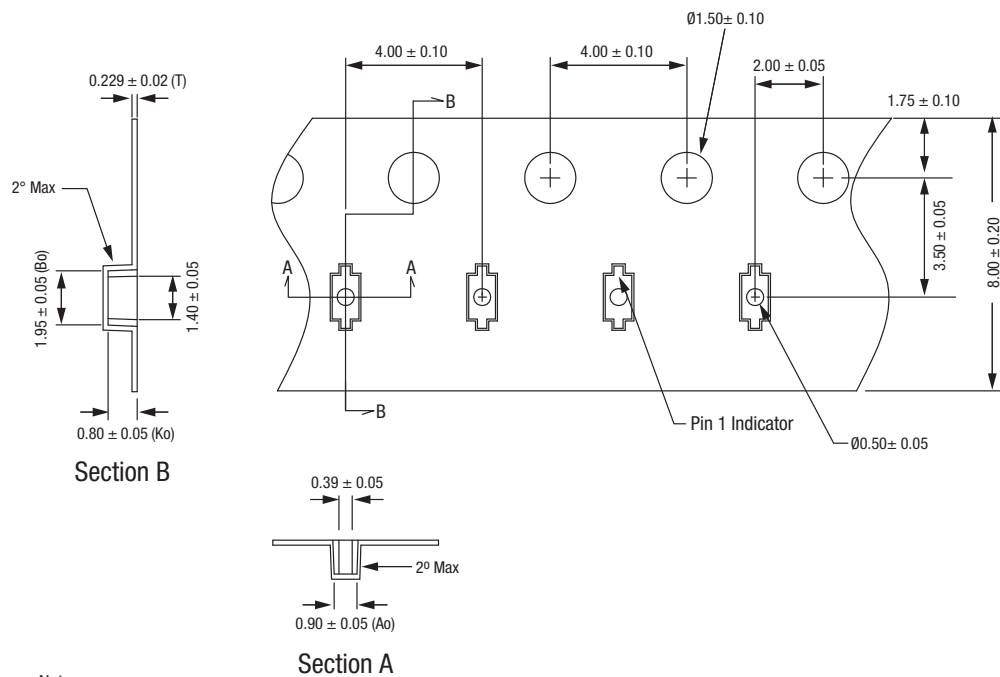 Ø1.50± 0.10
4.00 ± 0.10
4.00 ± 0.10
2.00 ± 0.05
0.229 ± 0.02 (T)
B
1.75 ± 0.10
2° Max
3.50 ± 0.05
8.00 ± 0.20
A
A
1.95 ± 0.05 (Bo)
1.40 ± 0.05
B
Pin 1 Indicator
0.80 ± 0.05 (Ko)
Ø0.50± 0.05
Section B
0.39 ± 0.05
2º Max
0.90 ± 0.05 (Ao)
Section A